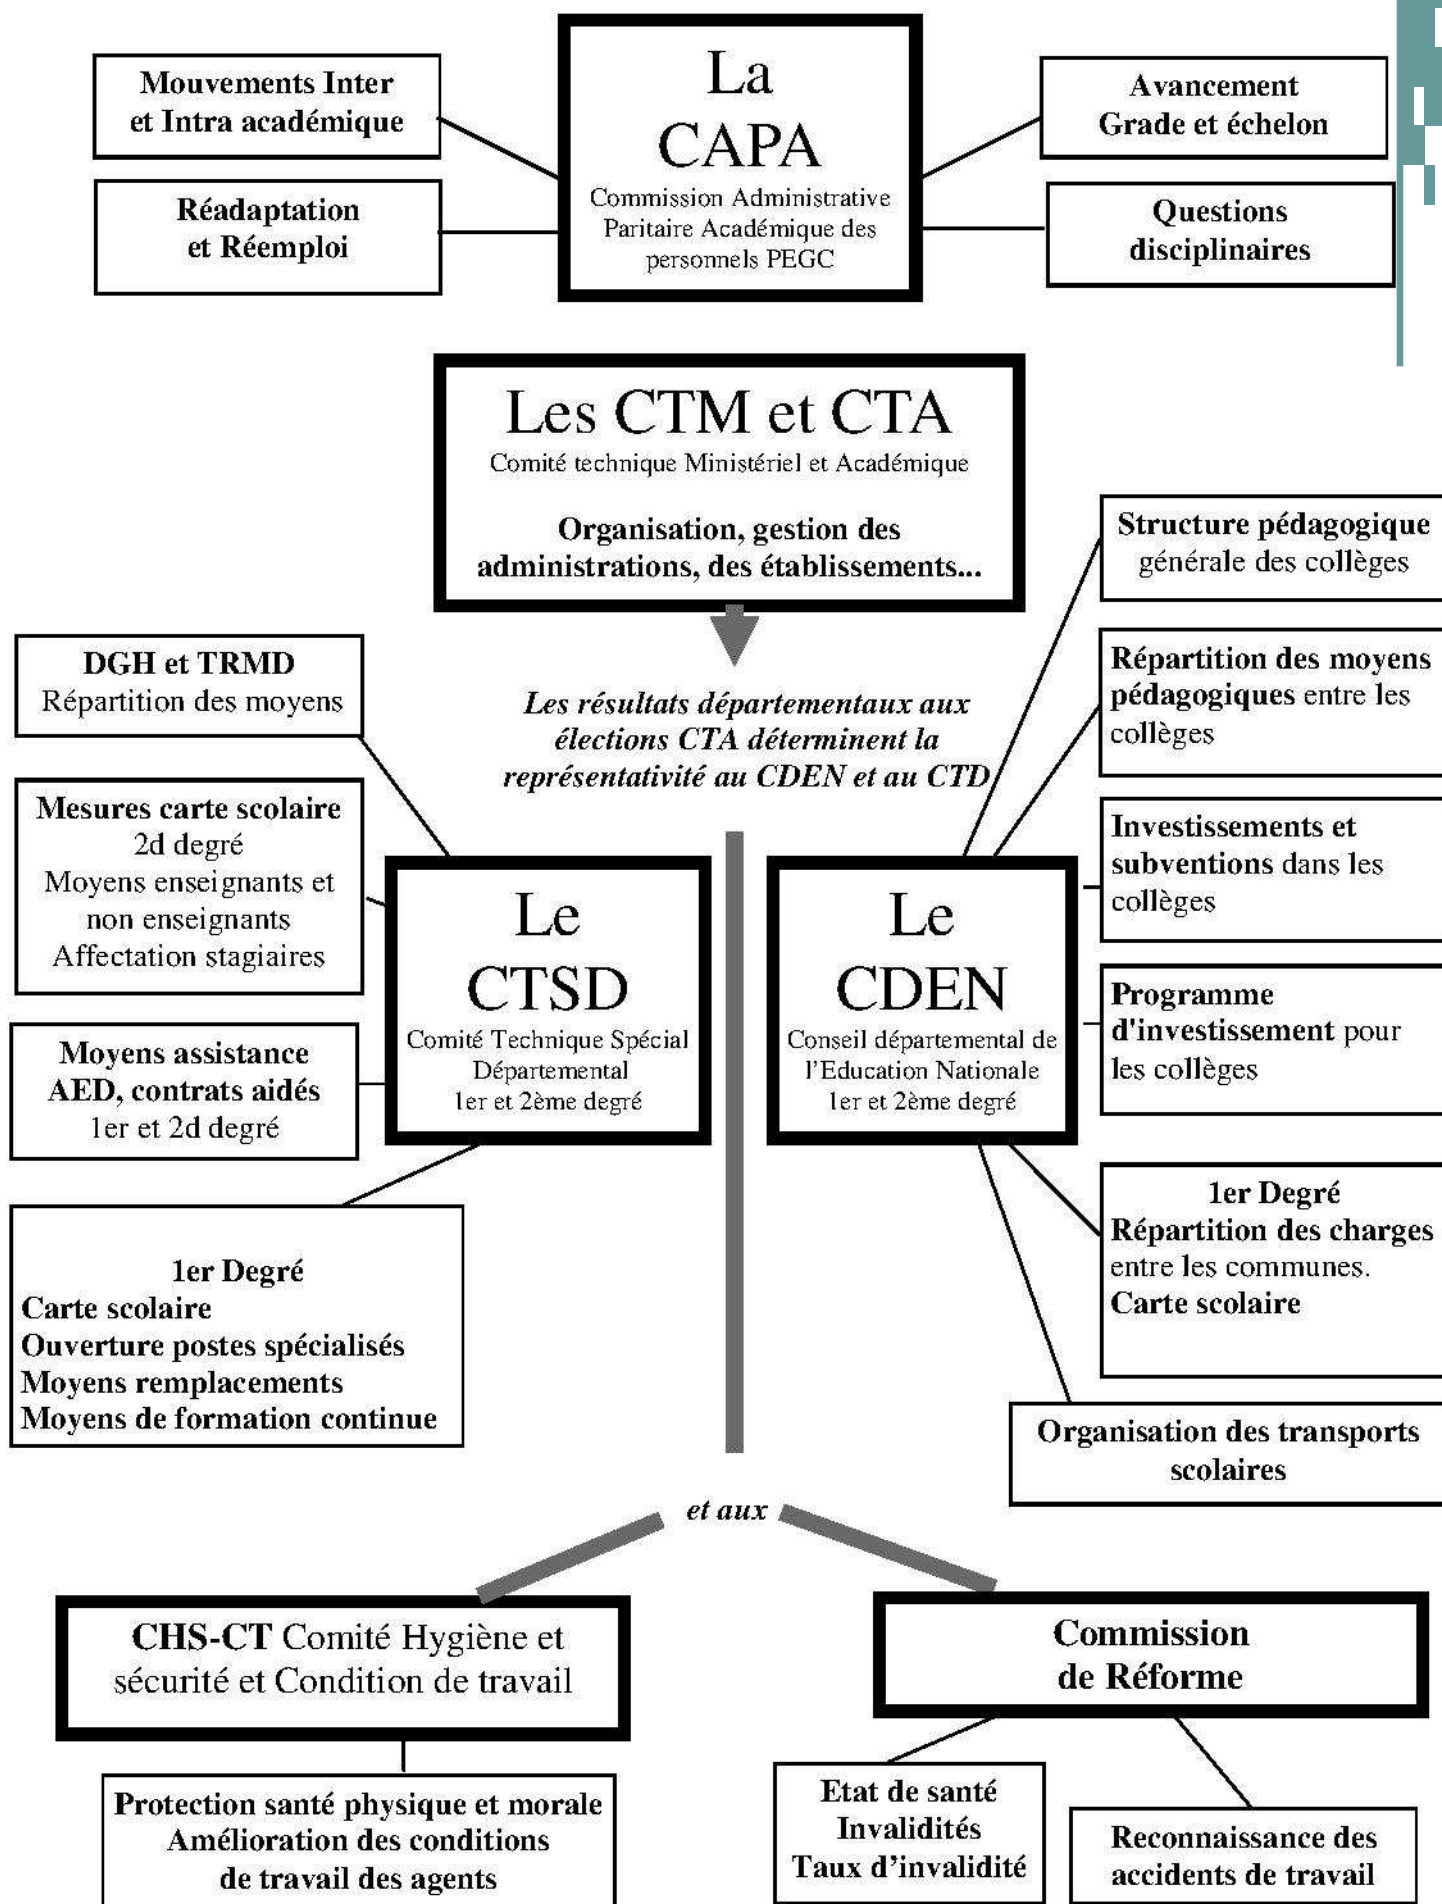 La
CAPA
Commission Administrative
Paritaire Académique des
personnels PEGC
Mouvements Inter
et Intra académique
Réadaptation
et Réemploi
Avancement
Grade et échelon
Questions
disciplinaires
Les CTM et CTA
Comité technique Ministériel et Académique
Organisation, gestion des
administrations, des établissements...
Les résultats départementaux aux
élections CTA déterminent la
représentativité au CDEN et au CTD
DGH et TRMD
Répartition des moyens
Mesures carte scolaire
2d degré
Moyens enseignants et
non enseignants
Affectation stagiaires
Moyens assistance
AED, contrats aidés
1er et 2d degré
1er Degré
Carte scolaire
Ouverture postes spécialisés
Moyens remplacements
Moyens de formation continue
Le
CTSD
Comité Technique Spécial
Départemental
1er et 2ème degré
Le
CDEN
Conseil départemental de
l'Education Nationale
1er et 2ème degré
Structure pédagogique
générale des collèges
Répartition des moyens
pédagogiques entre les
collèges
Investissements et
subventions dans les
collèges
Programme
d'investissement pour
les collèges
1er Degré
Répartition des charges
entre les communes.
Carte scolaire
Organisation des transports
scolaires
et aux
CHS-CT Comité Hygiène et
sécurité et Condition de travail
Protection santé physique et morale
Amélioration des conditions
de travail des agents
Commission
de Réforme
Etat de santé
Invalidités
Taux d'invalidité
Reconnaissance des
accidents de travail